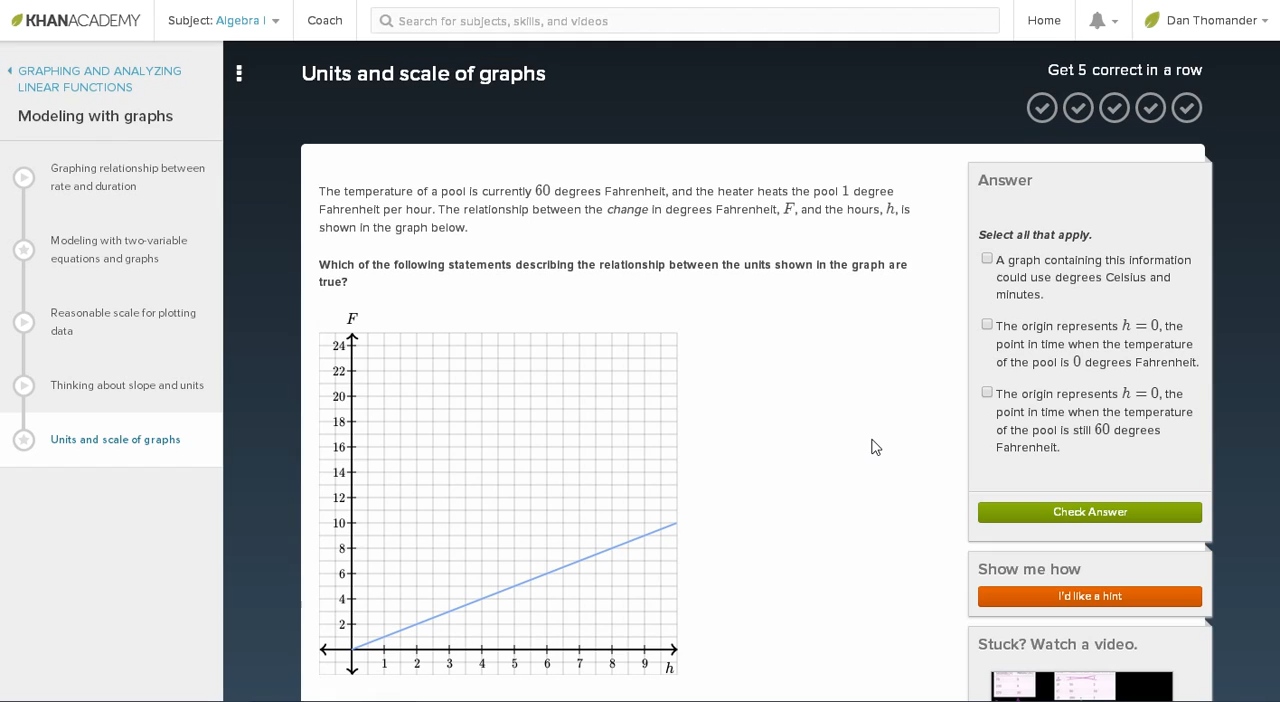 KHANACADEMY
Subject: Algebra I
Coach
Search for subjects, skills, and videos
Home
Dan Thomander
GRAPHING AND ANALYZING
LINEAR FUNCTIONS
Modeling with graphs
Graphing relationship between
rate and duration
Modeling with two-variable
equations and graphs
Reasonable scale for plotting
data
Thinking about slope and units
Units and scale of graphs
Units and scale of graphs
Get 5 correct in a row
The temperature of a pool is currently 60 degrees Fahrenheit, and the heater heats the pool 1 degree
Fahrenheit per hour. The relationship between the change in degrees Fahrenheit, F, and the hours, h, is
shown in the graph below.
Which of the following statements describing the relationship between the units shown in the graph are
true?
F
24
22
20
18
16
14
12
10
8
6
4
2
1 2 3 4 5 6 7 8 9 h
Answer
Select all that apply.
A graph containing this information
could use degrees Celsius and
minutes.
The origin represents h = 0, the
point in time when the temperature
of the pool is 0 degrees Fahrenheit.
The origin represents h = 0, the
point in time when the temperature
of the pool is still 60 degrees
Fahrenheit.
Check Answer
Show me how
I'd like a hint
Stuck? Watch a video.